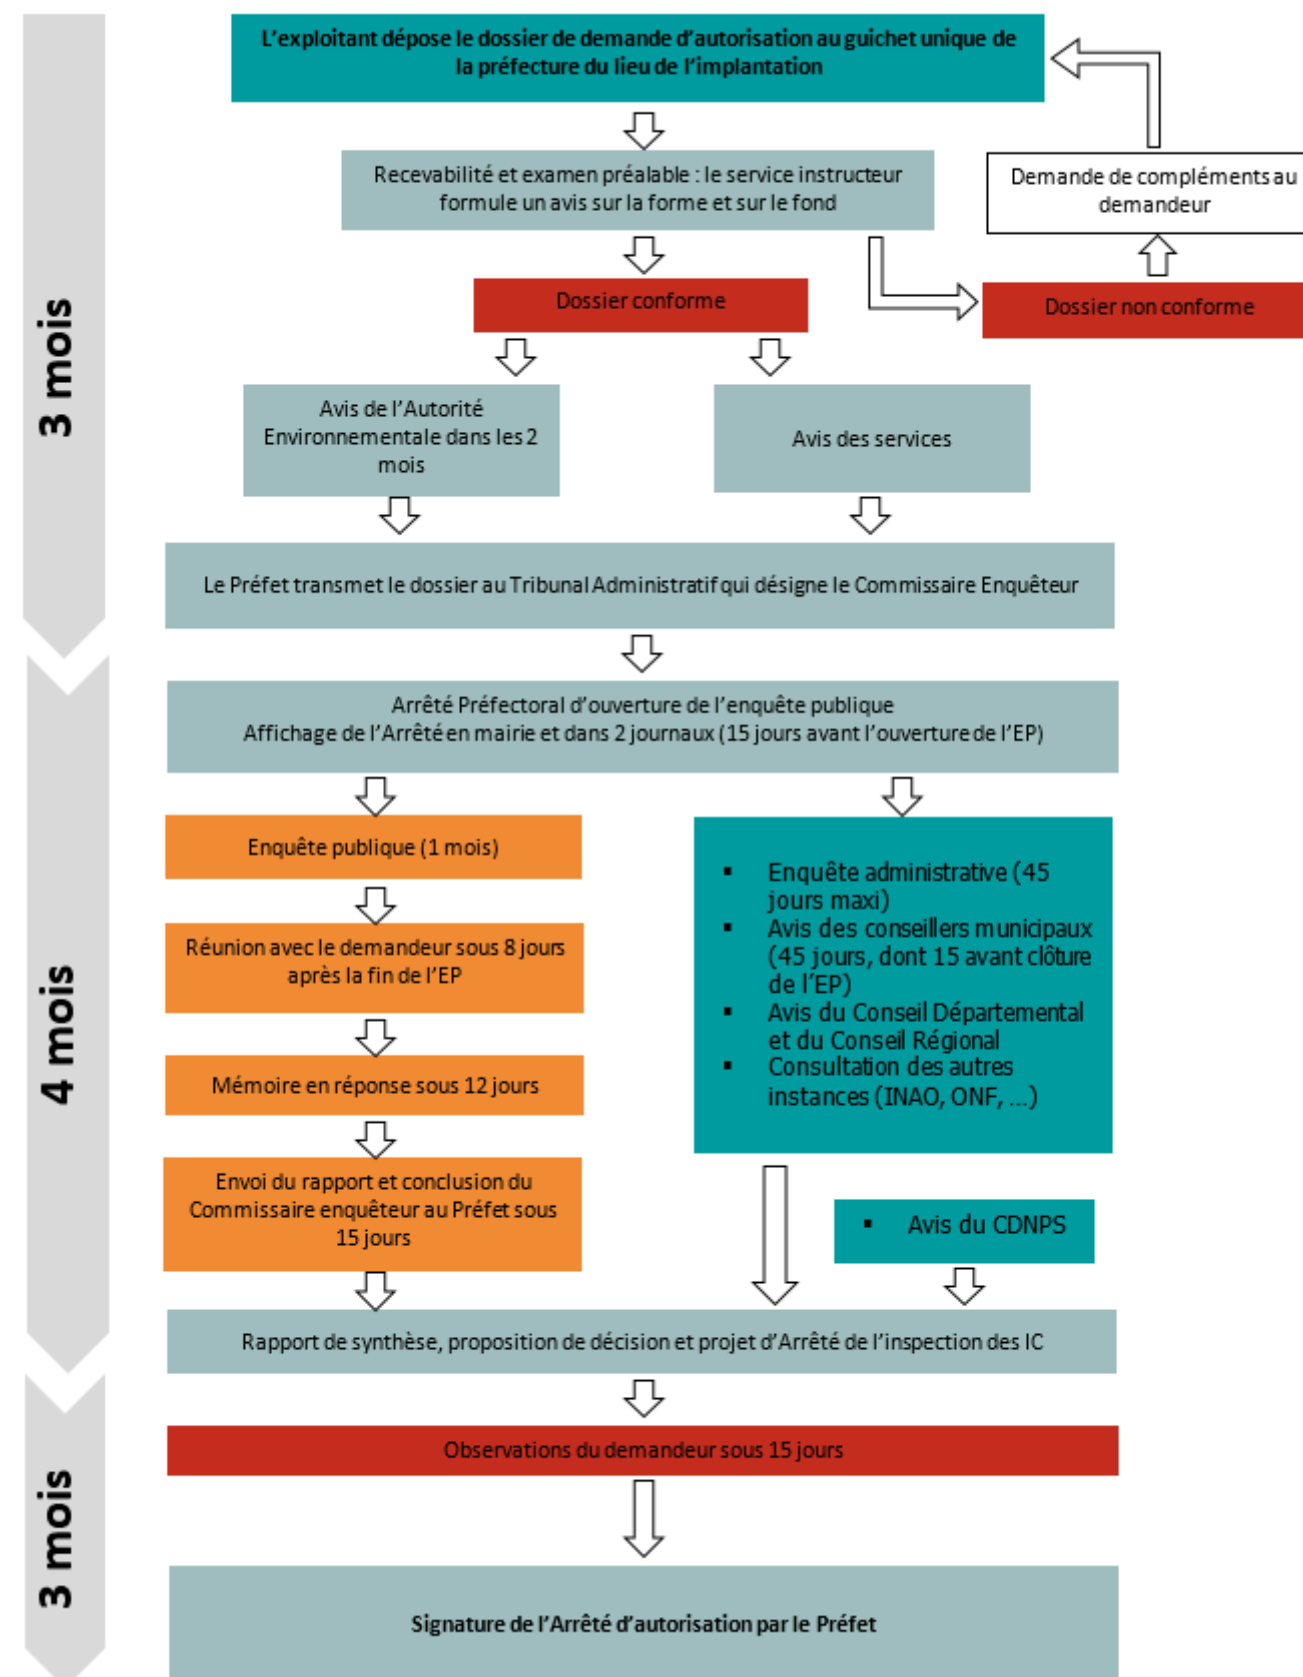 L'exploitant dépose le dossier de demande d'autorisation au guichet unique de
la préfecture du lieu de l'implantation
Recevabilité et examen préalable : le service instructeur
formule un avis sur la forme et sur le fond
Demande de compléments au
demandeur
Dossier conforme
Dossier non conforme
3 mois
Avis de l'Autorité
Environnementale dans les 2
mois
Avis des services
Le Préfet transmet le dossier au Tribunal Administratif qui désigne le Commissaire Enquêteur
Arrêté Préfectoral d'ouverture de l'enquête publique
Affichage de l'Arrêté en mairie et dans 2 journaux (15 jours avant l'ouverture de l'EP)
4 mois
Enquête publique (1 mois)
Réunion avec le demandeur sous 8 jours
après la fin de l'EP
Mémoire en réponse sous 12 jours
Envoi du rapport et conclusion du
Commissaire enquêteur au Préfet sous
15 jours
▪ Enquête administrative (45
jours maxi)
▪ Avis des conseillers municipaux
(45 jours, dont 15 avant clôture
de l'EP)
▪ Avis du Conseil Départemental
et du Conseil Régional
▪ Consultation des autres
instances (INAO, ONF, ...)
▪ Avis du CDNPS
Rapport de synthèse, proposition de décision et projet d'Arrêté de l'inspection des IC
3 mois
Observations du demandeur sous 15 jours
Signature de l'Arrêté d'autorisation par le Préfet